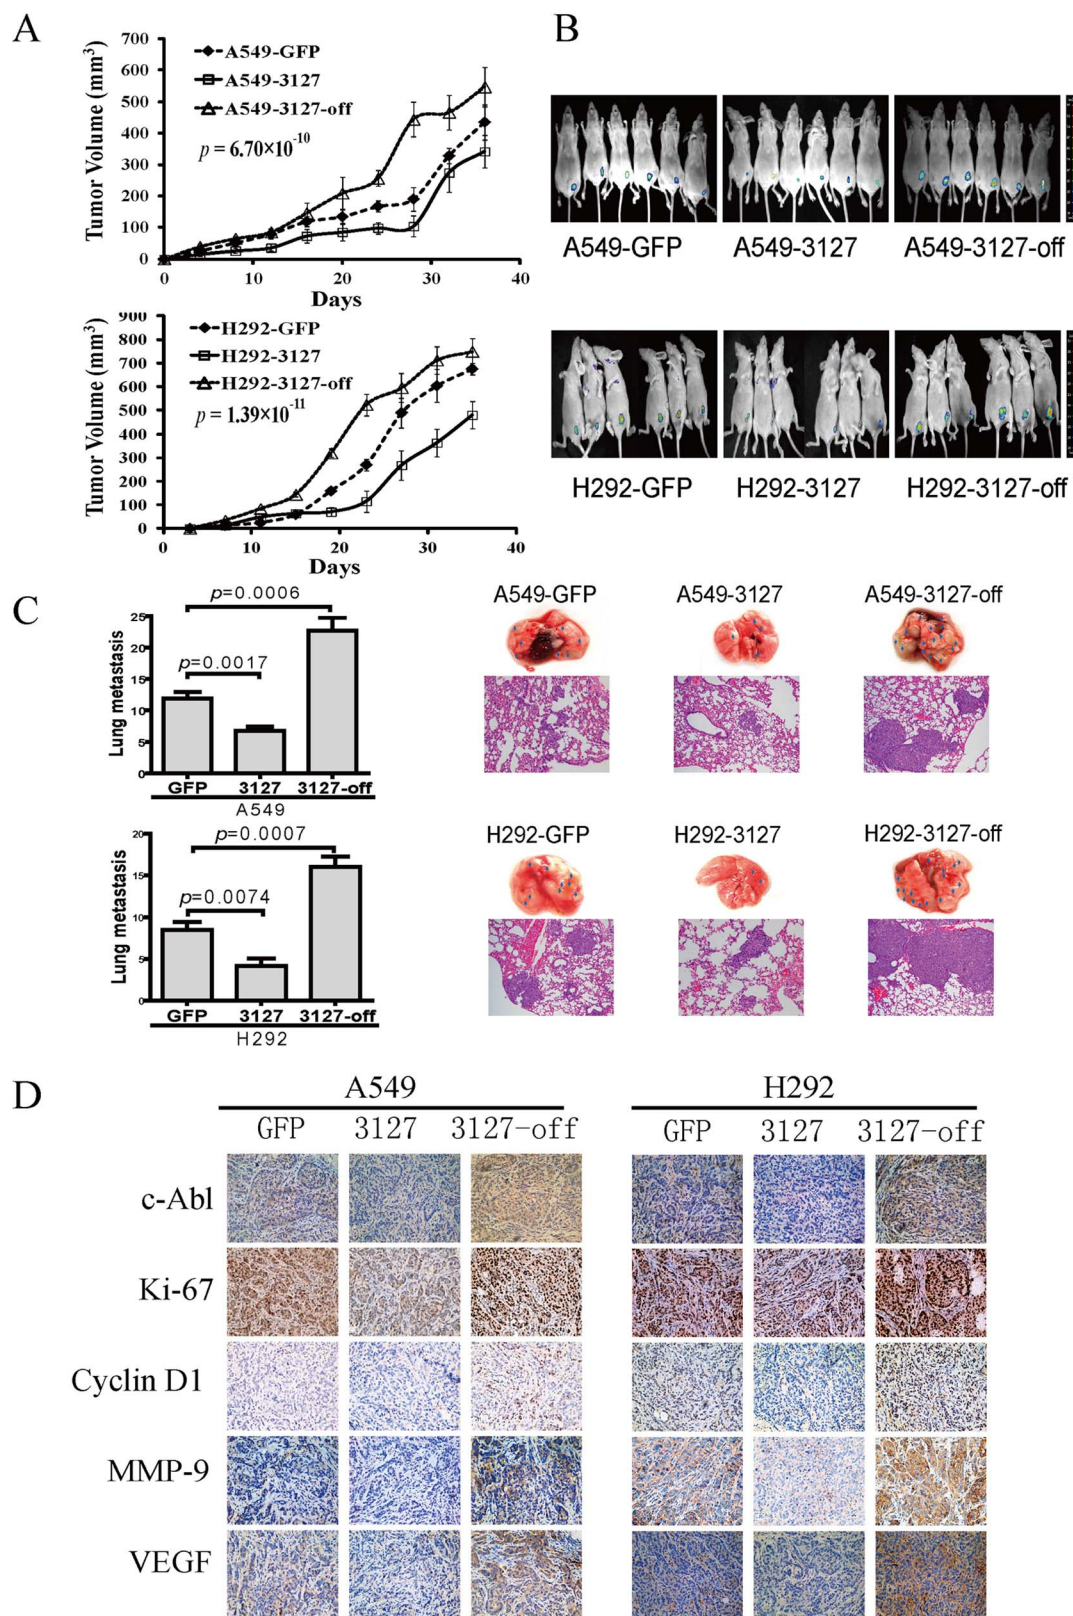 A
700
600
500
400
300
200
100
0
Tumor Volume (mm³)
A549-GFP
A549-3127
A549-3127-off
p = 6.70×10⁻¹⁰
0 10 20 30 40
Days
900
800
700
600
500
400
300
200
100
0
Tumor Volume (mm³)
H292-GFP
H292-3127
H292-3127-off
p = 1.39×10⁻¹¹
0 10 20 30 40
Days
B
A549-GFP A549-3127 A549-3127-off
H292-GFP H292-3127 H292-3127-off
C
p=0.0006
p=0.0017
25
20
15
10
5
0
Lung metastasis
GFP 3127 3127-off
A549
p=0.0007
p=0.0074
20
15
10
5
0
Lung metastasis
GFP 3127 3127-off
H292
A549-GFP A549-3127 A549-3127-off
H292-GFP H292-3127 H292-3127-off
D
A549 H292
GFP 3127 3127-off GFP 3127 3127-off
c-Abl
Ki-67
Cyclin D1
MMP-9
VEGF